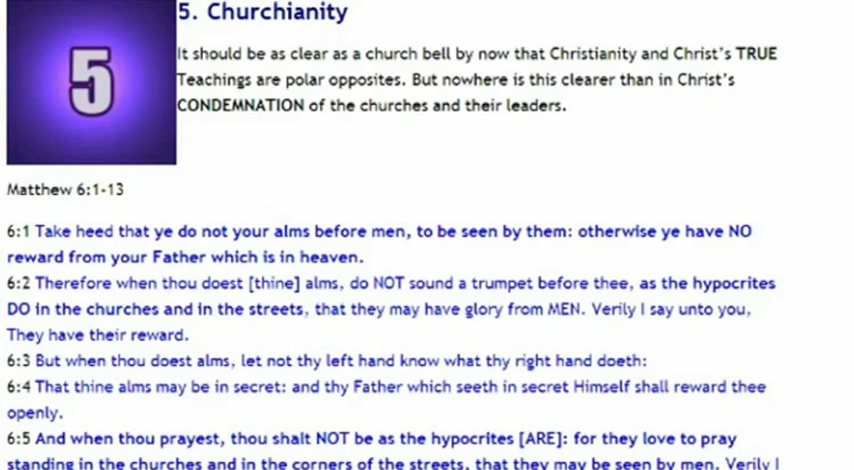 5
5. Churchianity
It should be as clear as a church bell by now that Christianity and Christ's TRUE
Teachings are polar opposites. But nowhere is this clearer than in Christ's
CONDEMNATION of the churches and their leaders.
Matthew 6:1-13
6:1 Take heed that ye do not your alms before men, to be seen by them: otherwise ye have NO
reward from your Father which is in heaven.
6:2 Therefore when thou doest [thine] alms, do NOT sound a trumpet before thee, as the hypocrites
DO in the churches and in the streets, that they may have glory from MEN. Verily I say unto you,
They have their reward.
6:3 But when thou doest alms, let not thy left hand know what thy right hand doeth:
6:4 That thine alms may be in secret: and thy Father which seeth in secret Himself shall reward thee
openly.
6:5 And when thou prayest, thou shalt NOT be as the hypocrites [ARE]: for they love to pray
standing in the churches and in the corners of the streets, that they may be seen by men. Verily I